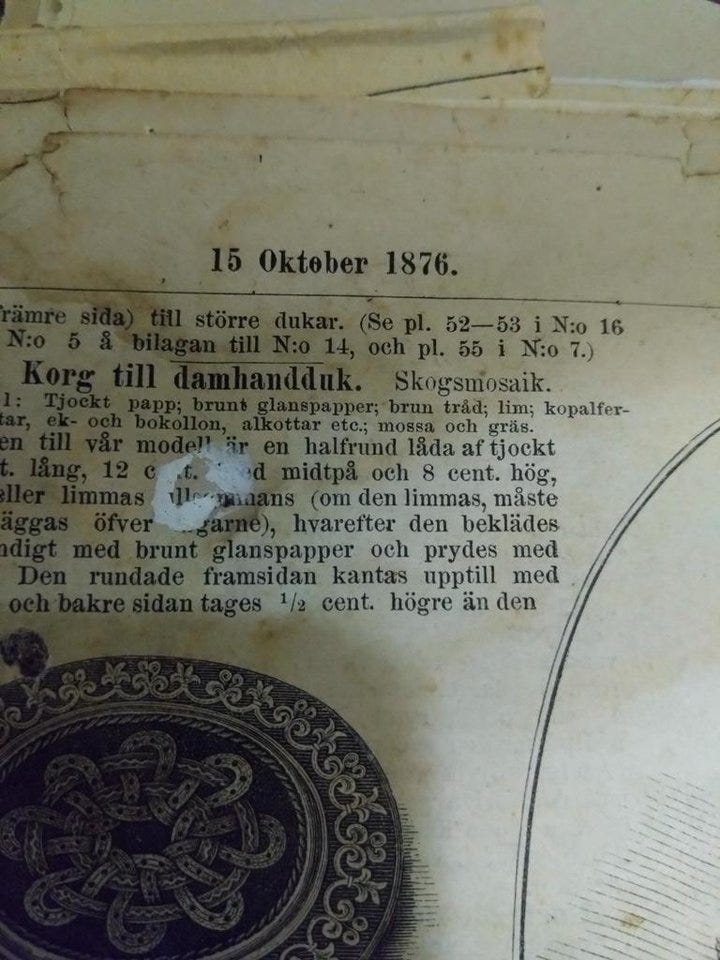 15 Oktober 1876.
främre sida) till större dukar. (Se pl. 52—53 i N:o 16
N:o 5 å bilagan till N:o 14, och pl. 55 i N:o 7.)
Korg till damhandduk. Skogsmosaik.
1: Tjockt papp; brunt glanspapper; brun tråd; lim; kopalfer-
tar, ek- och bokollon, alkottar etc.; mossa och gräs.
en till vår modell är en halfrund låda af tjockt
t. lång, 12 midtpå och 8 cent. hög,
eller limmas (om den limmas, måste
läggas öfver hvarefter den beklädes
ndigt med brunt glanspapper och prydes med
Den rundade framsidan kantas upptill med
och bakre sidan tages 1/2 cent. högre än den